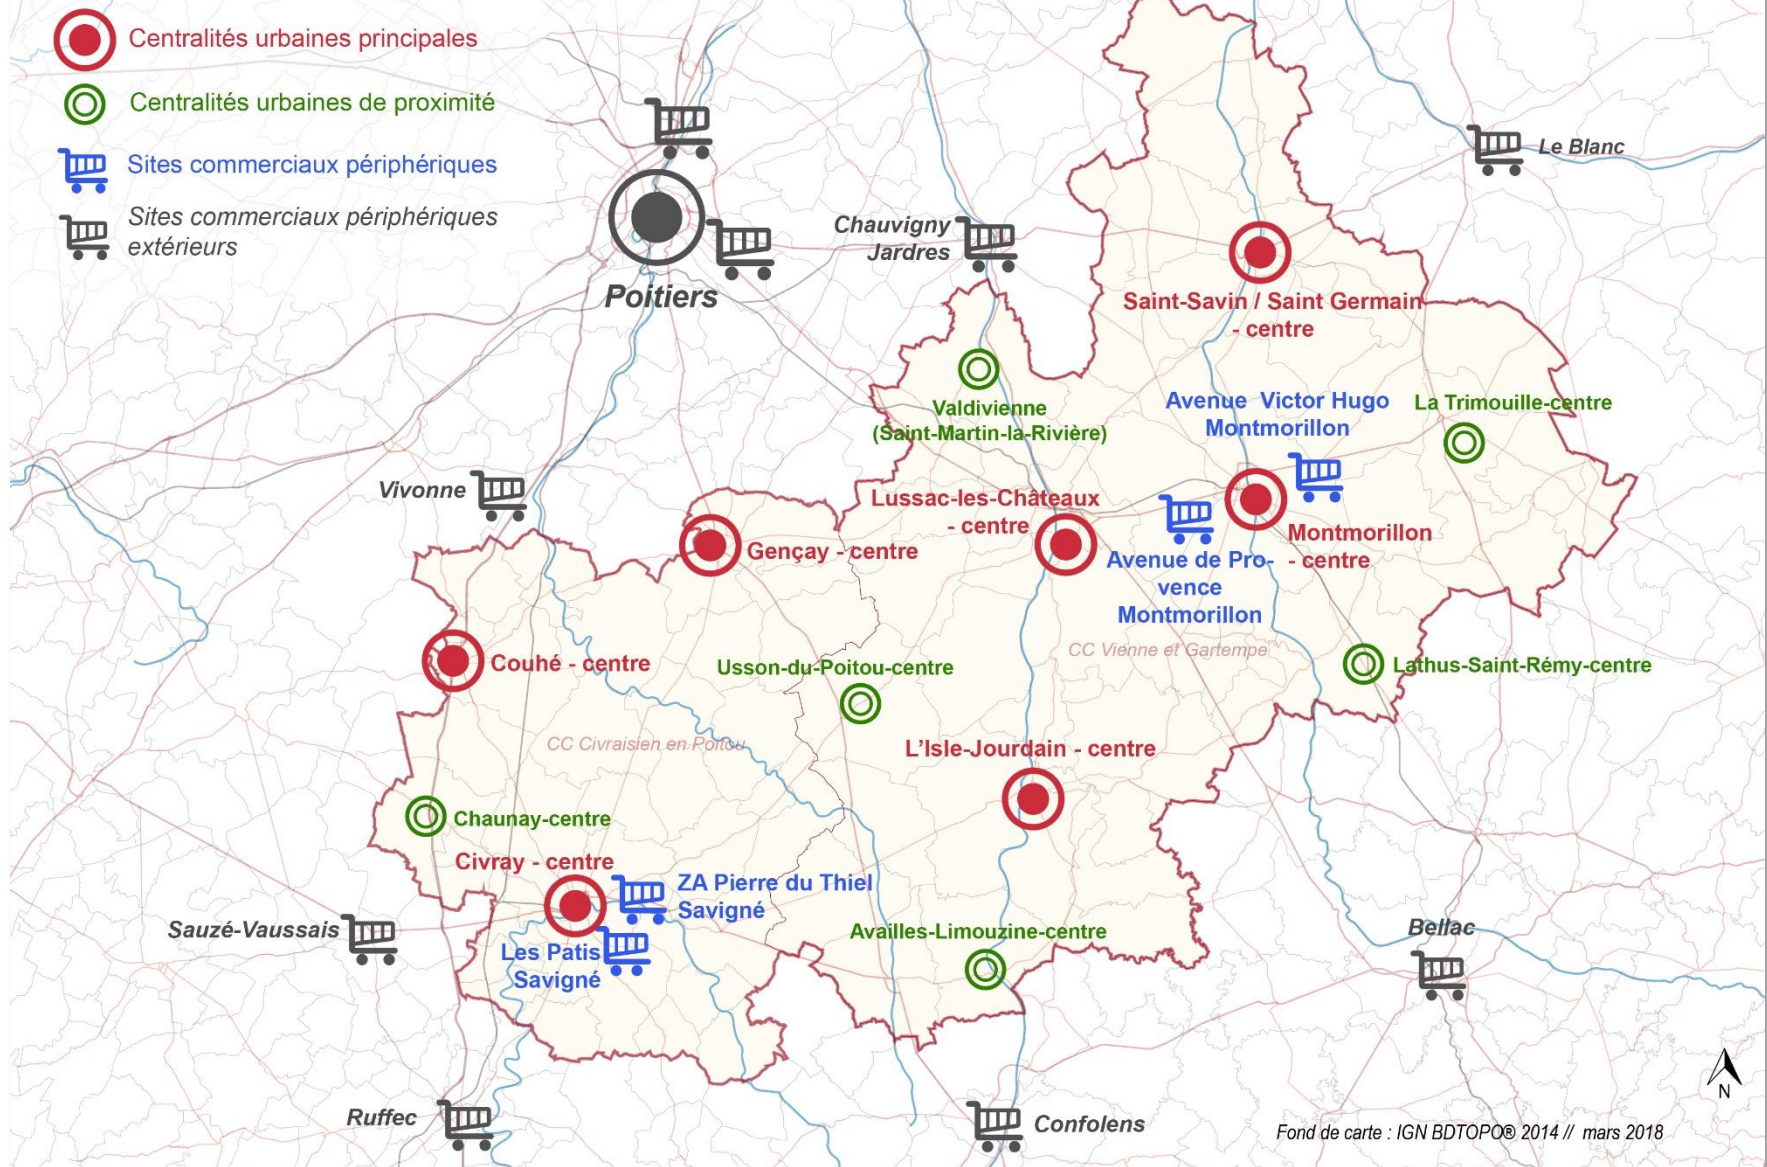 Centralités urbaines principales
Centralités urbaines de proximité
Sites commerciaux périphériques
Sites commerciaux périphériques
extérieurs
Le Blanc
Chauvigny
Jardres
Poitiers
Saint-Savin / Saint Germain
- centre
Valdivienne
(Saint-Martin-la-Rivière)
Avenue Victor Hugo
Montmorillon
La Trimouille-centre
Vivonne
Lussac-les-Châteaux
- centre
Gençay - centre
Montmorillon
- centre
Avenue de Pro-
vence
Montmorillon
CC Vienne et Gartempe
Couhé - centre
Usson-du-Poitou-centre
Lathus-Saint-Rémy-centre
CC Civraisien en Poitou
L'Isle-Jourdain - centre
Chaunay-centre
Civray - centre
ZA Pierre du Thiel
Savigné
Sauzé-Vaussais
Les Patis
Savigné
Availles-Limouzine-centre
Bellac
Ruffec
Confolens
N
Fond de carte : IGN BDTOPO® 2014 // mars 2018